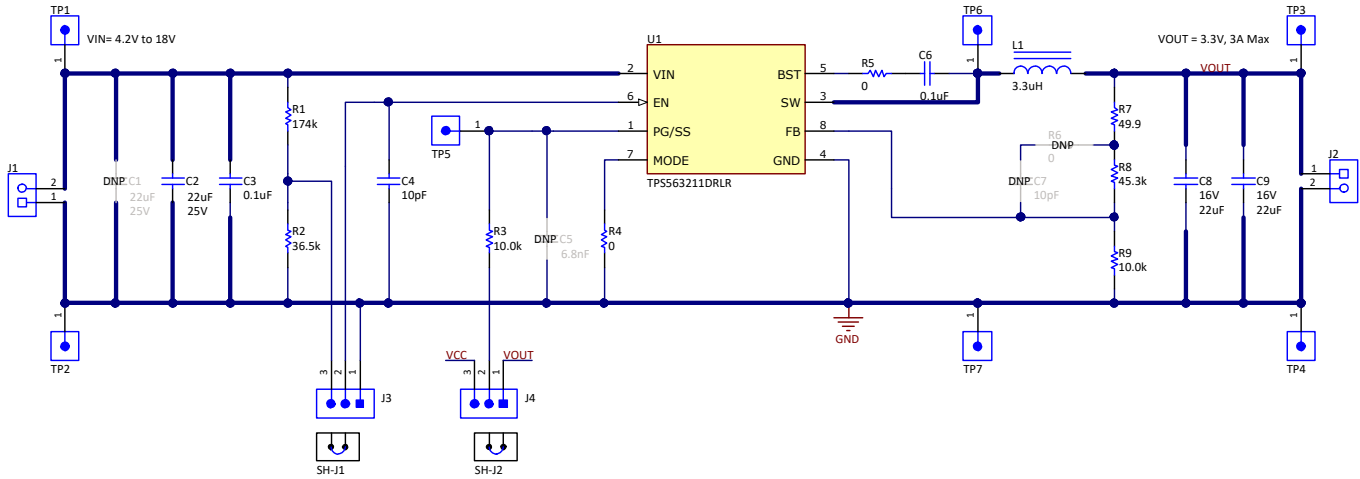 TP1
VIN= 4.2V to 18V
1
U1
TP6
TP3
VOUT = 3.3V, 3A Max
1
1
L1
3.3uH
VOUT
2 VIN
6 EN
1 PG/SS
7 MODE
BST 5
SW 3
FB 8
GND 4
TPS563211DRLR
R5
0
C6
0.1uF
R1
174k
TP5
1
R7
49.9
R6
DNP
0
R8
45.3k
DNP C7
10pF
J1
2
1
DNP C1
22uF
25V
C2
22uF
25V
C3
0.1uF
C4
10pF
C8
16V
22uF
C9
16V
22uF
J2
1
2
R2
36.5k
R3
10.0k
DNP C5
6.8nF
R4
0
R9
10.0k
1
TP2
GND
1
TP7
1
TP4
3
2
1
J3
VCC
VOUT
3
2
1
J4
SH-J1
SH-J2